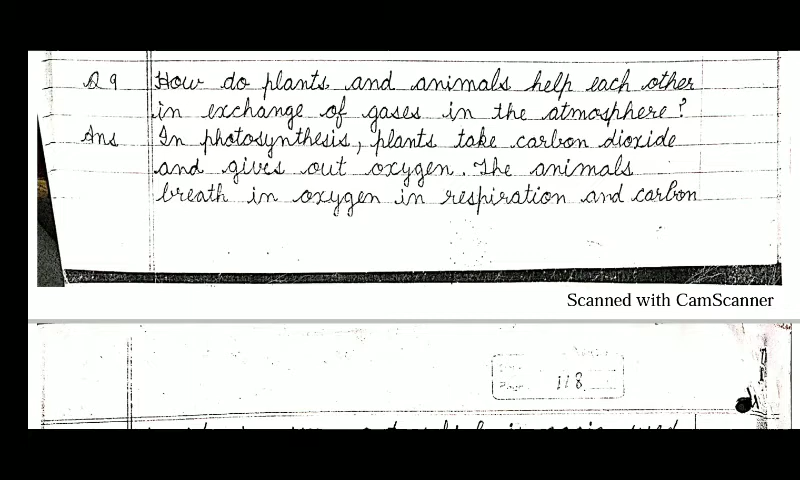 Q 9 How do plants and animals help each other
in exchange of gases in the atmosphere?
Ans In photosynthesis, plants take carbon dioxide
and gives out oxygen. The animals
breath in oxygen in respiration and carbon
Scanned with CamScanner
118